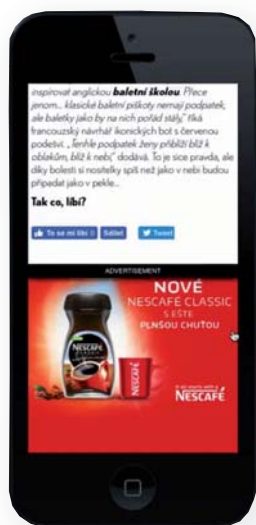 inspirovat anglickou baletní školou. Přece
jenom... klasické baletní piškoty nemají podpatek,
ale baletky jako by na nich pořád stály," říká
francouzský návrhář ikonických bot s červenou
podešví. „Tenhle podpatek ženy přiblíží blíž k
oblakům, blíž k nebi," dodává. To je sice pravda, ale
díky bolesti si nositelky spíš než jako v nebi budou
připadat jako v pekle...
Tak co, líbí?
To se mi líbí 0 Sdílet Tweet
ADVERTISEMENT
NOVÉ
NESCAFÉ CLASSIC
S EŠTE
PLNŠOU CHUŤOU
NESCAFÉ
CLASSIC
NESCAFÉ
NESCAFÉ